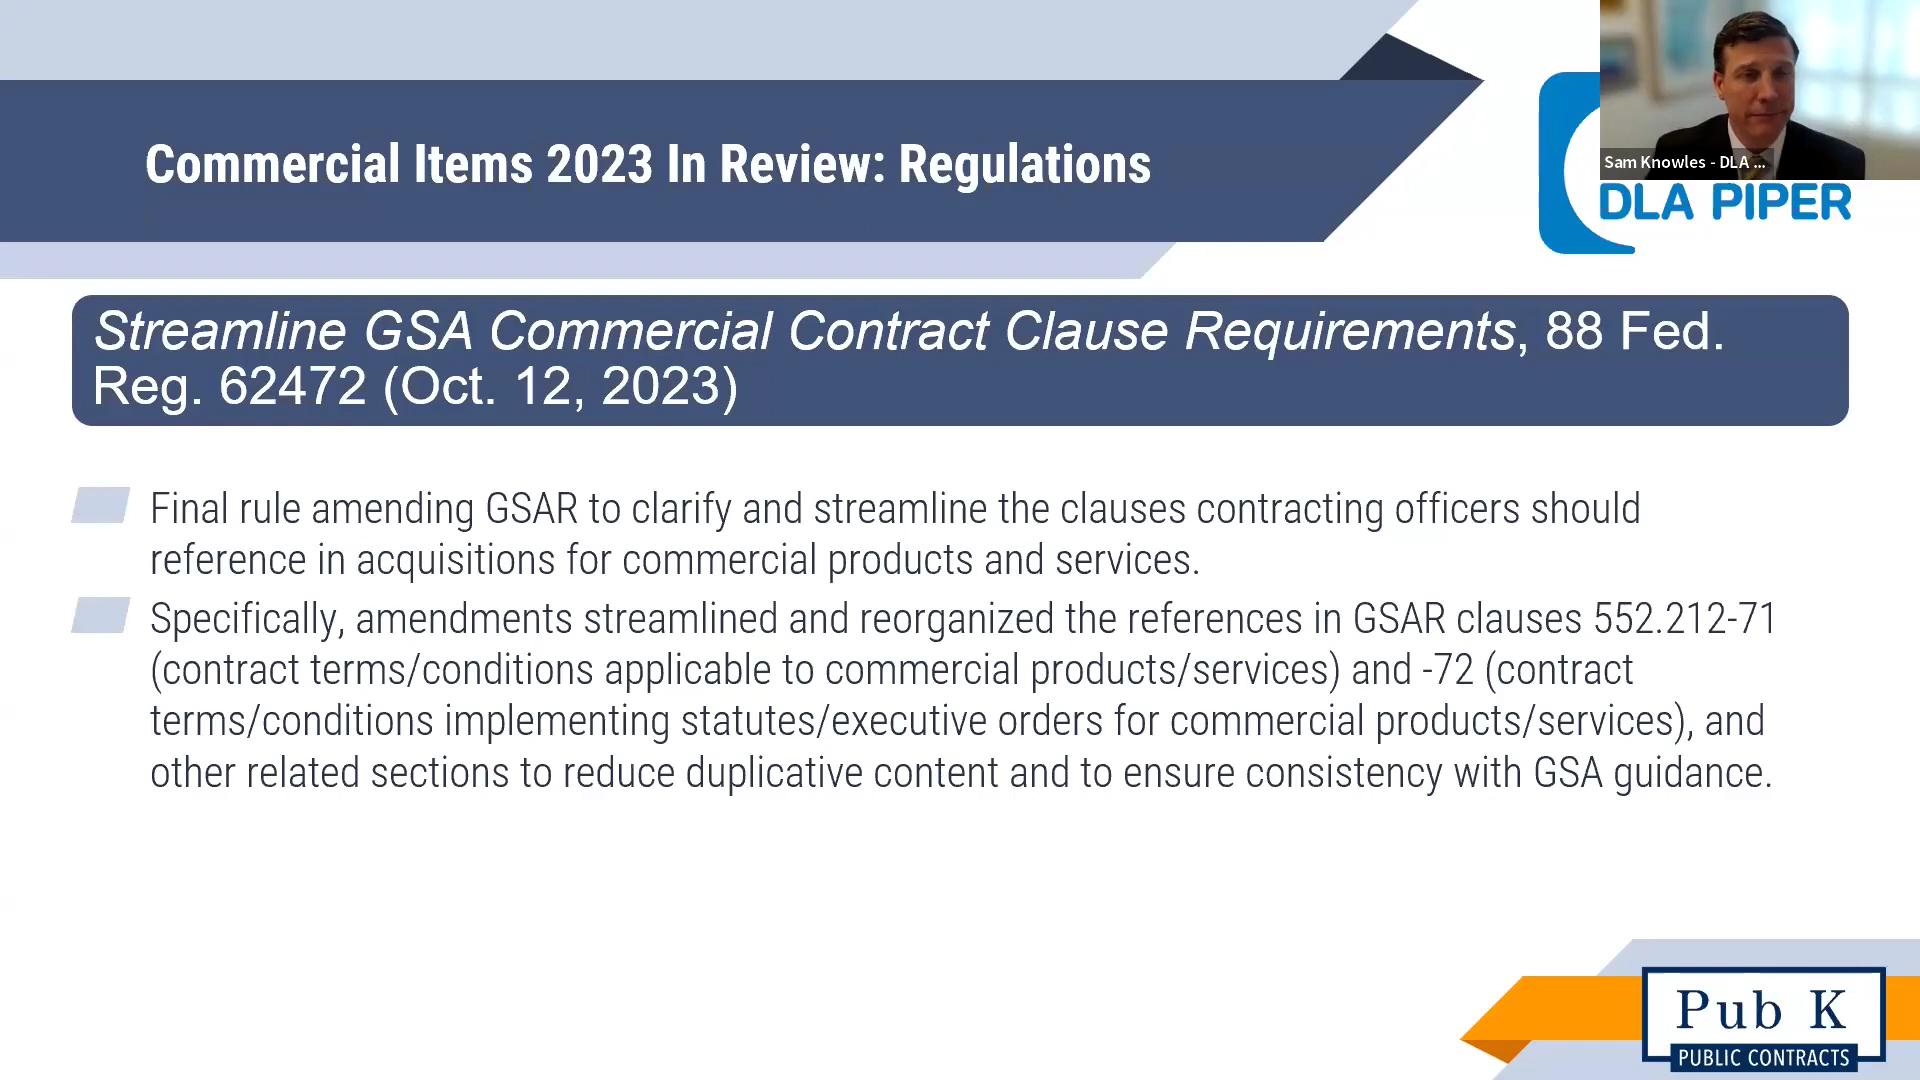 Commercial Items 2023 In Review: Regulations
Sam Knowles - DLA ...
DLA PIPER
Streamline GSA Commercial Contract Clause Requirements, 88 Fed.
Reg. 62472 (Oct. 12, 2023)
Final rule amending GSAR to clarify and streamline the clauses contracting officers should
reference in acquisitions for commercial products and services.
Specifically, amendments streamlined and reorganized the references in GSAR clauses 552.212-71
(contract terms/conditions applicable to commercial products/services) and -72 (contract
terms/conditions implementing statutes/executive orders for commercial products/services), and
other related sections to reduce duplicative content and to ensure consistency with GSA guidance.
Pub K
PUBLIC CONTRACTS